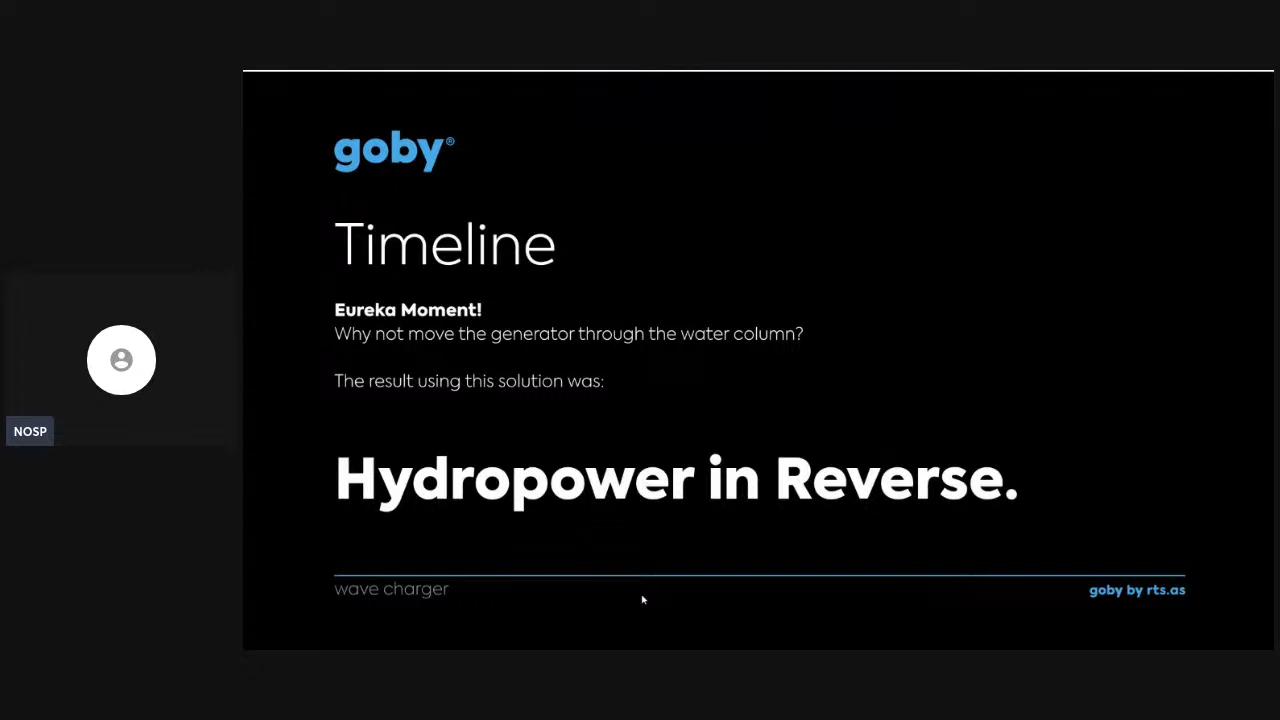 goby®
Timeline
Eureka Moment!
Why not move the generator through the water column?
The result using this solution was:
Hydropower in Reverse.
wave charger
goby by rts.as
NOSP